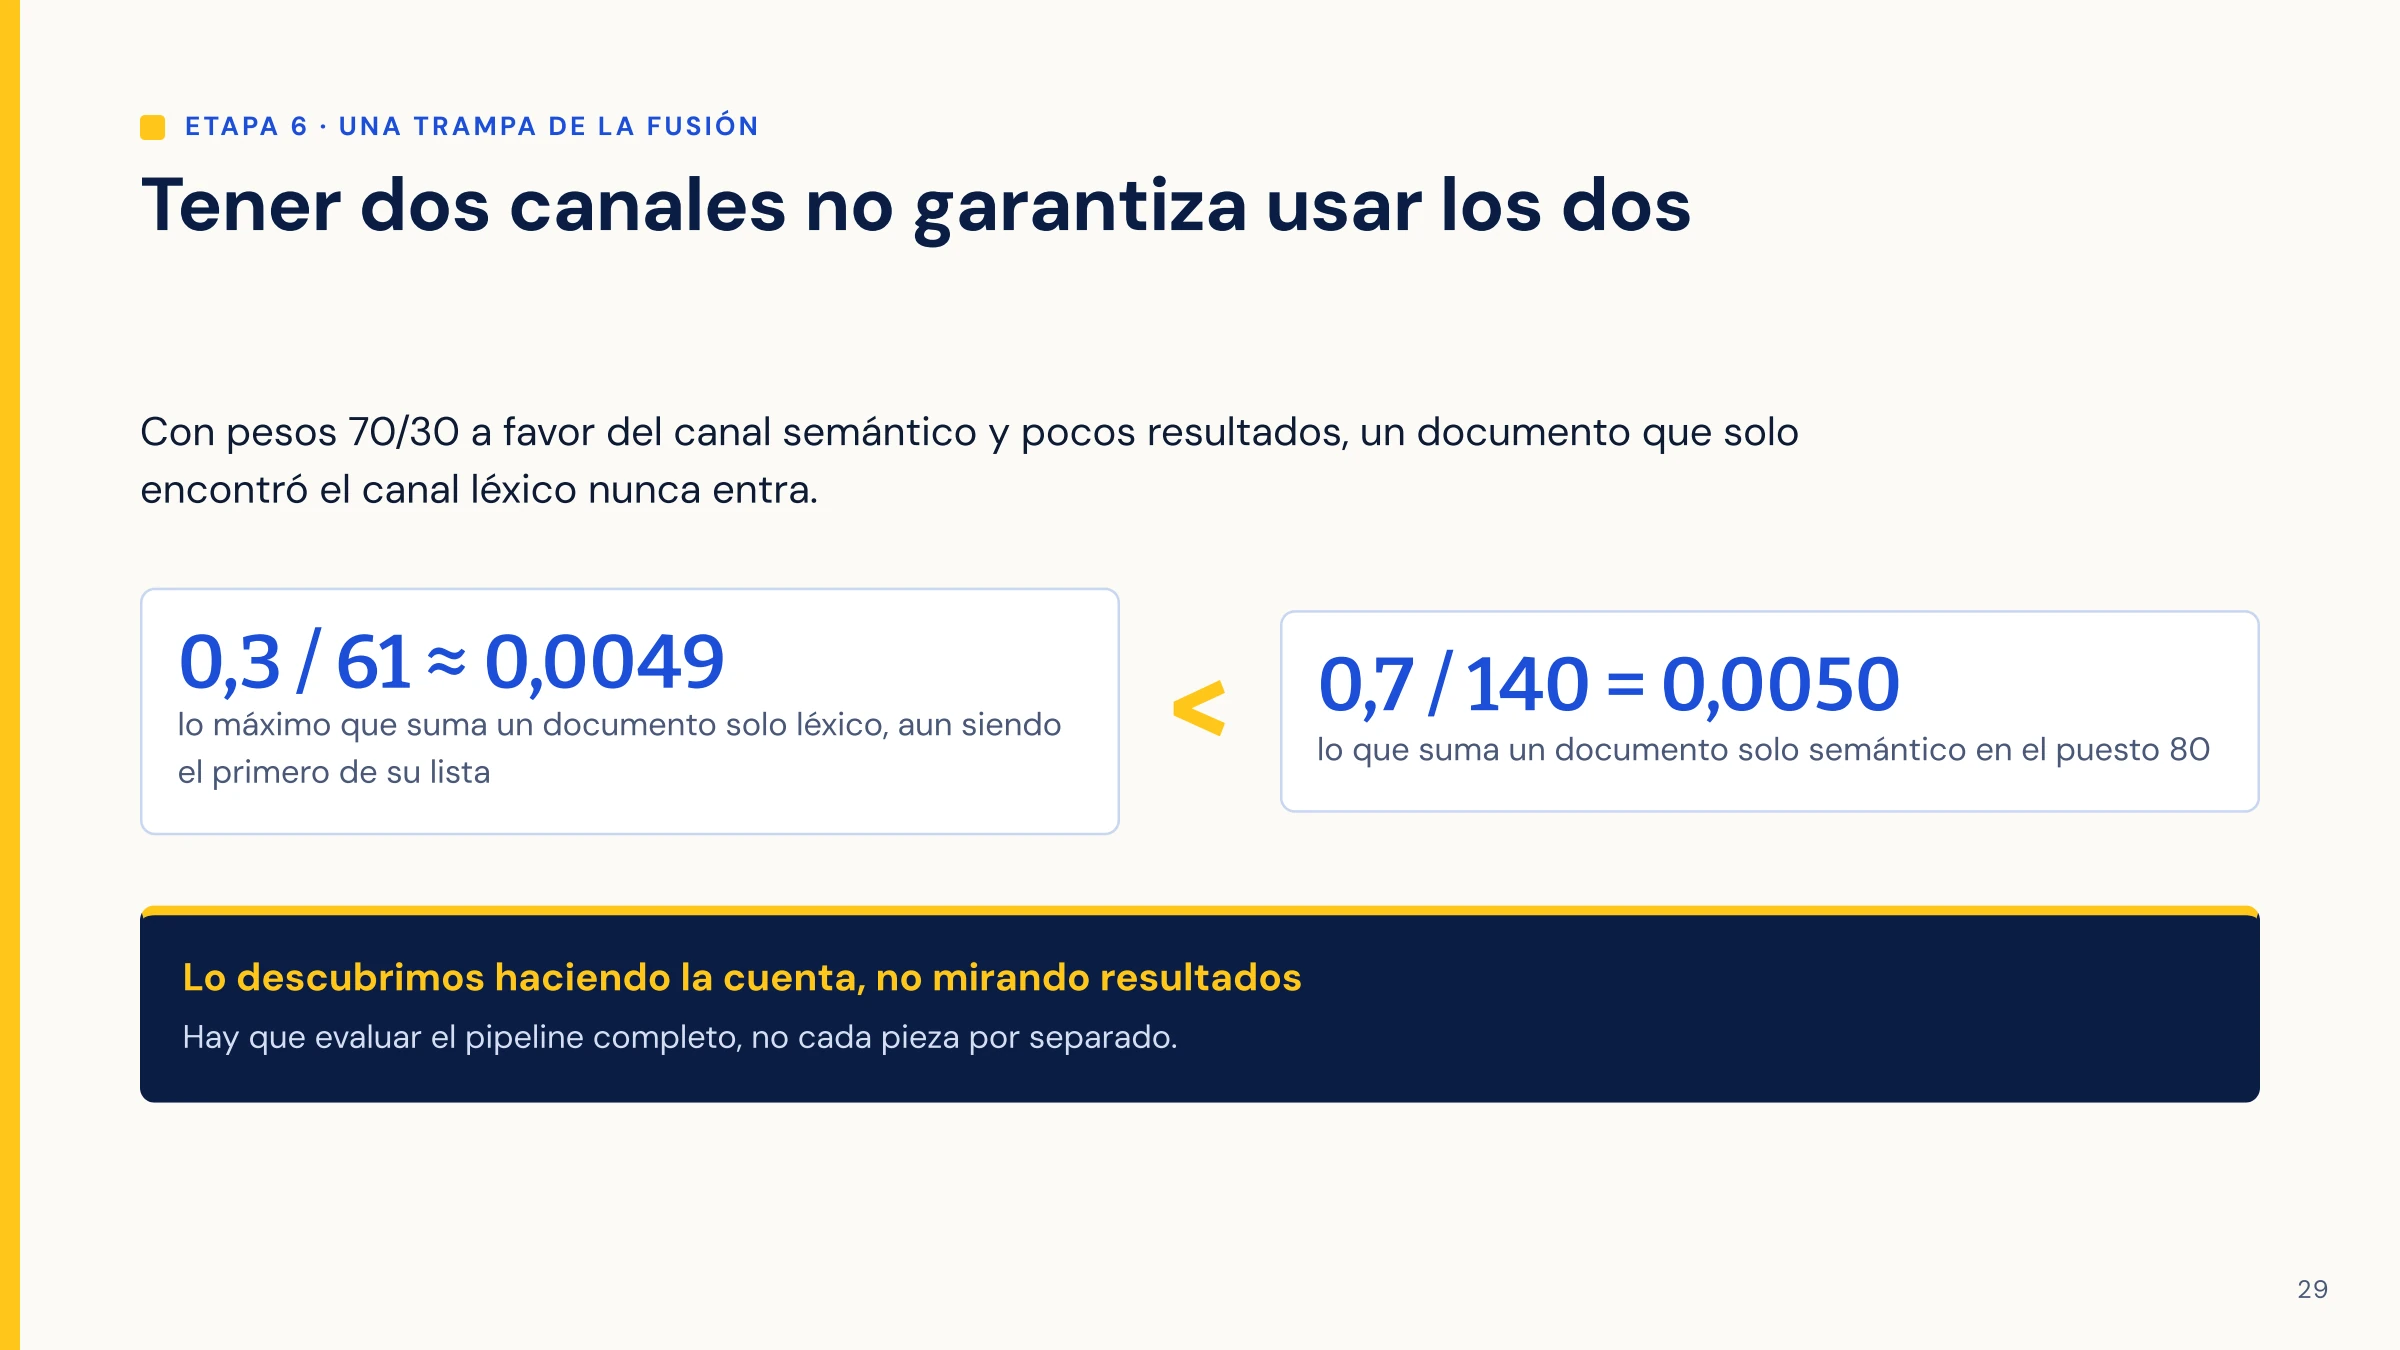 ETAPA 6 · UNA TRAMPA DE LA FUSIÓN
Tener dos canales no garantiza usar los dos
Con pesos 70/30 a favor del canal semántico y pocos resultados, un documento que solo
encontró el canal léxico nunca entra.
0,3 / 61 ≈ 0,0049
lo máximo que suma un documento solo léxico, aun siendo
el primero de su lista
<
0,7 / 140 = 0,0050
lo que suma un documento solo semántico en el puesto 80
Lo descubrimos haciendo la cuenta, no mirando resultados
Hay que evaluar el pipeline completo, no cada pieza por separado.
29